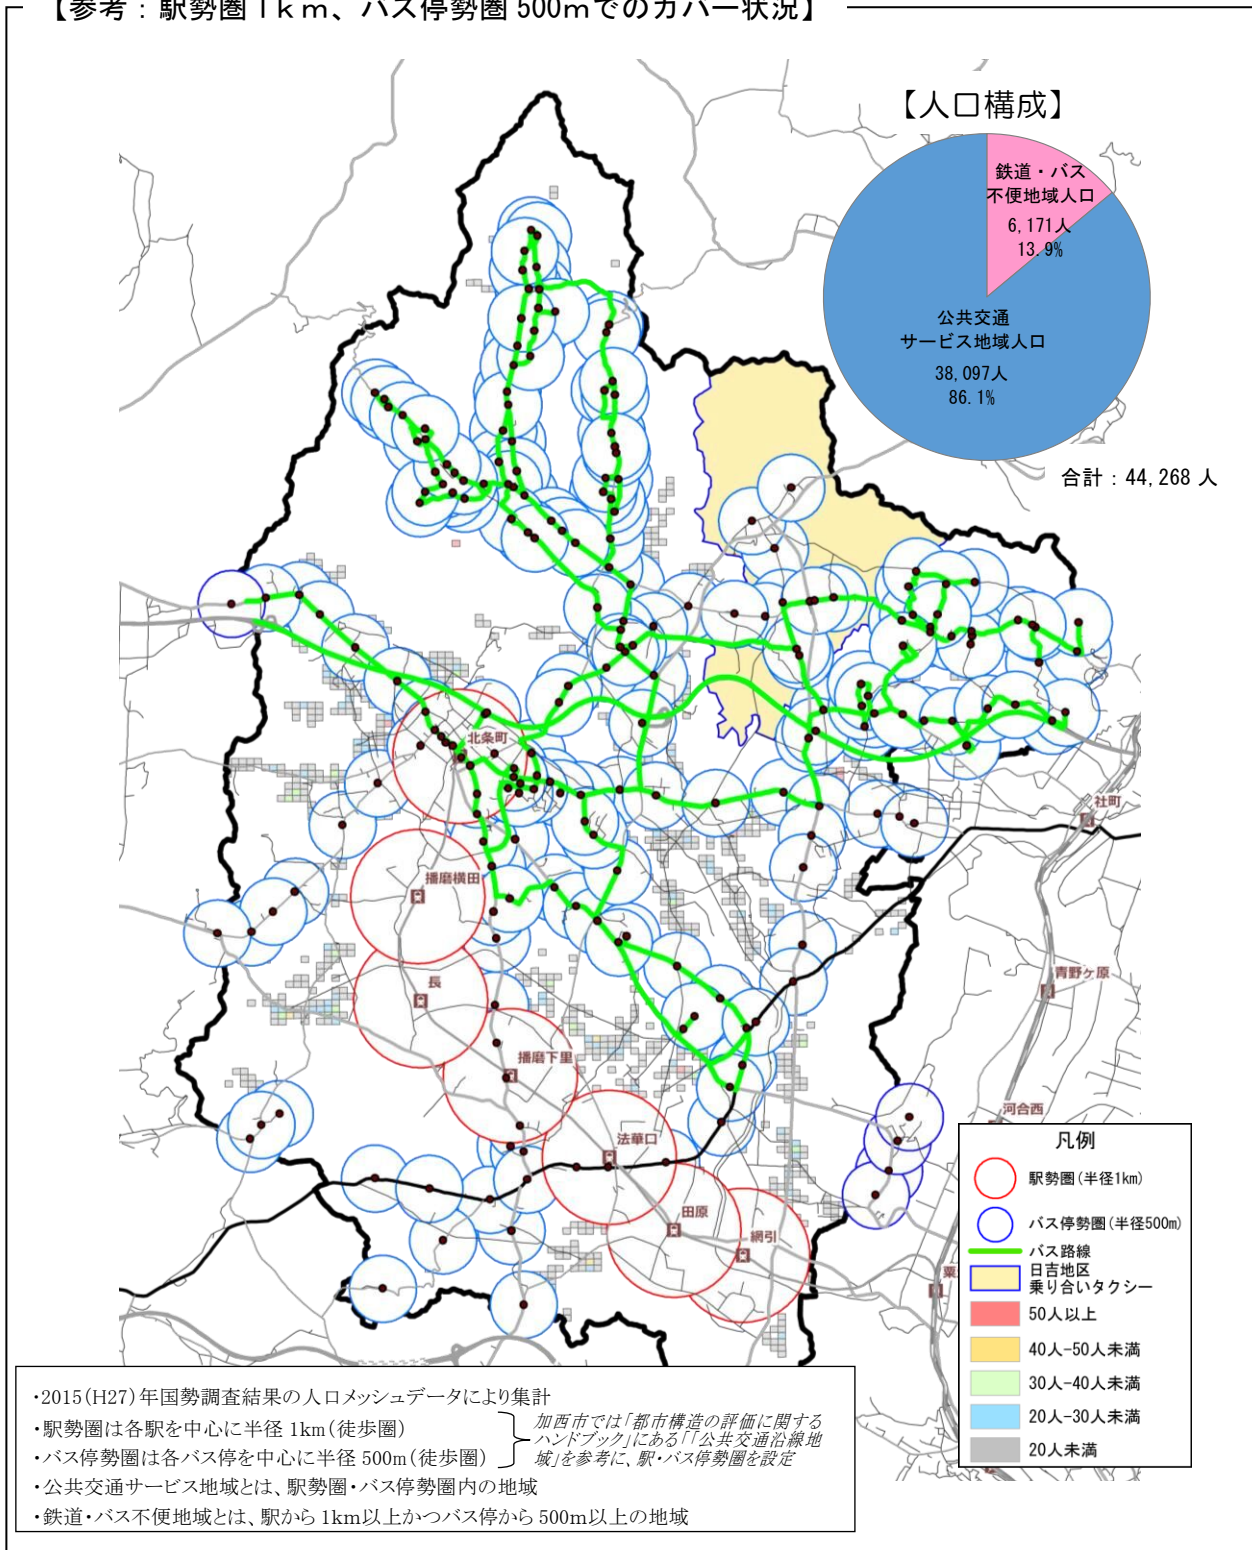 【参考：駅勢圏1km、バス停勢圏500mでのカバー状況】
【人口構成】
鉄道・バス
不便地域人口
6,171人
13.9%
公共交通
サービス地域人口
38,097人
86.1%
合計：44,268 人
北条町
播磨横田
長
播磨下里
法華口
田原
網引
社町
青野ヶ原
河合西
粟
凡例
駅勢圏(半径1km)
バス停勢圏(半径500m)
バス路線
日吉地区
乗り合いタクシー
50人以上
40人-50人未満
30人-40人未満
20人-30人未満
20人未満
・2015(H27)年国勢調査結果の人口メッシュデータにより集計
・駅勢圏は各駅を中心に半径 1km(徒歩圏)
・バス停勢圏は各バス停を中心に半径 500m(徒歩圏)
加西市では「都市構造の評価に関する
ハンドブック」にある「「公共交通沿線地
域」を参考に、駅・バス停勢圏を設定
・公共交通サービス地域とは、駅勢圏・バス停勢圏内の地域
・鉄道・バス不便地域とは、駅から 1km以上かつバス停から 500m以上の地域